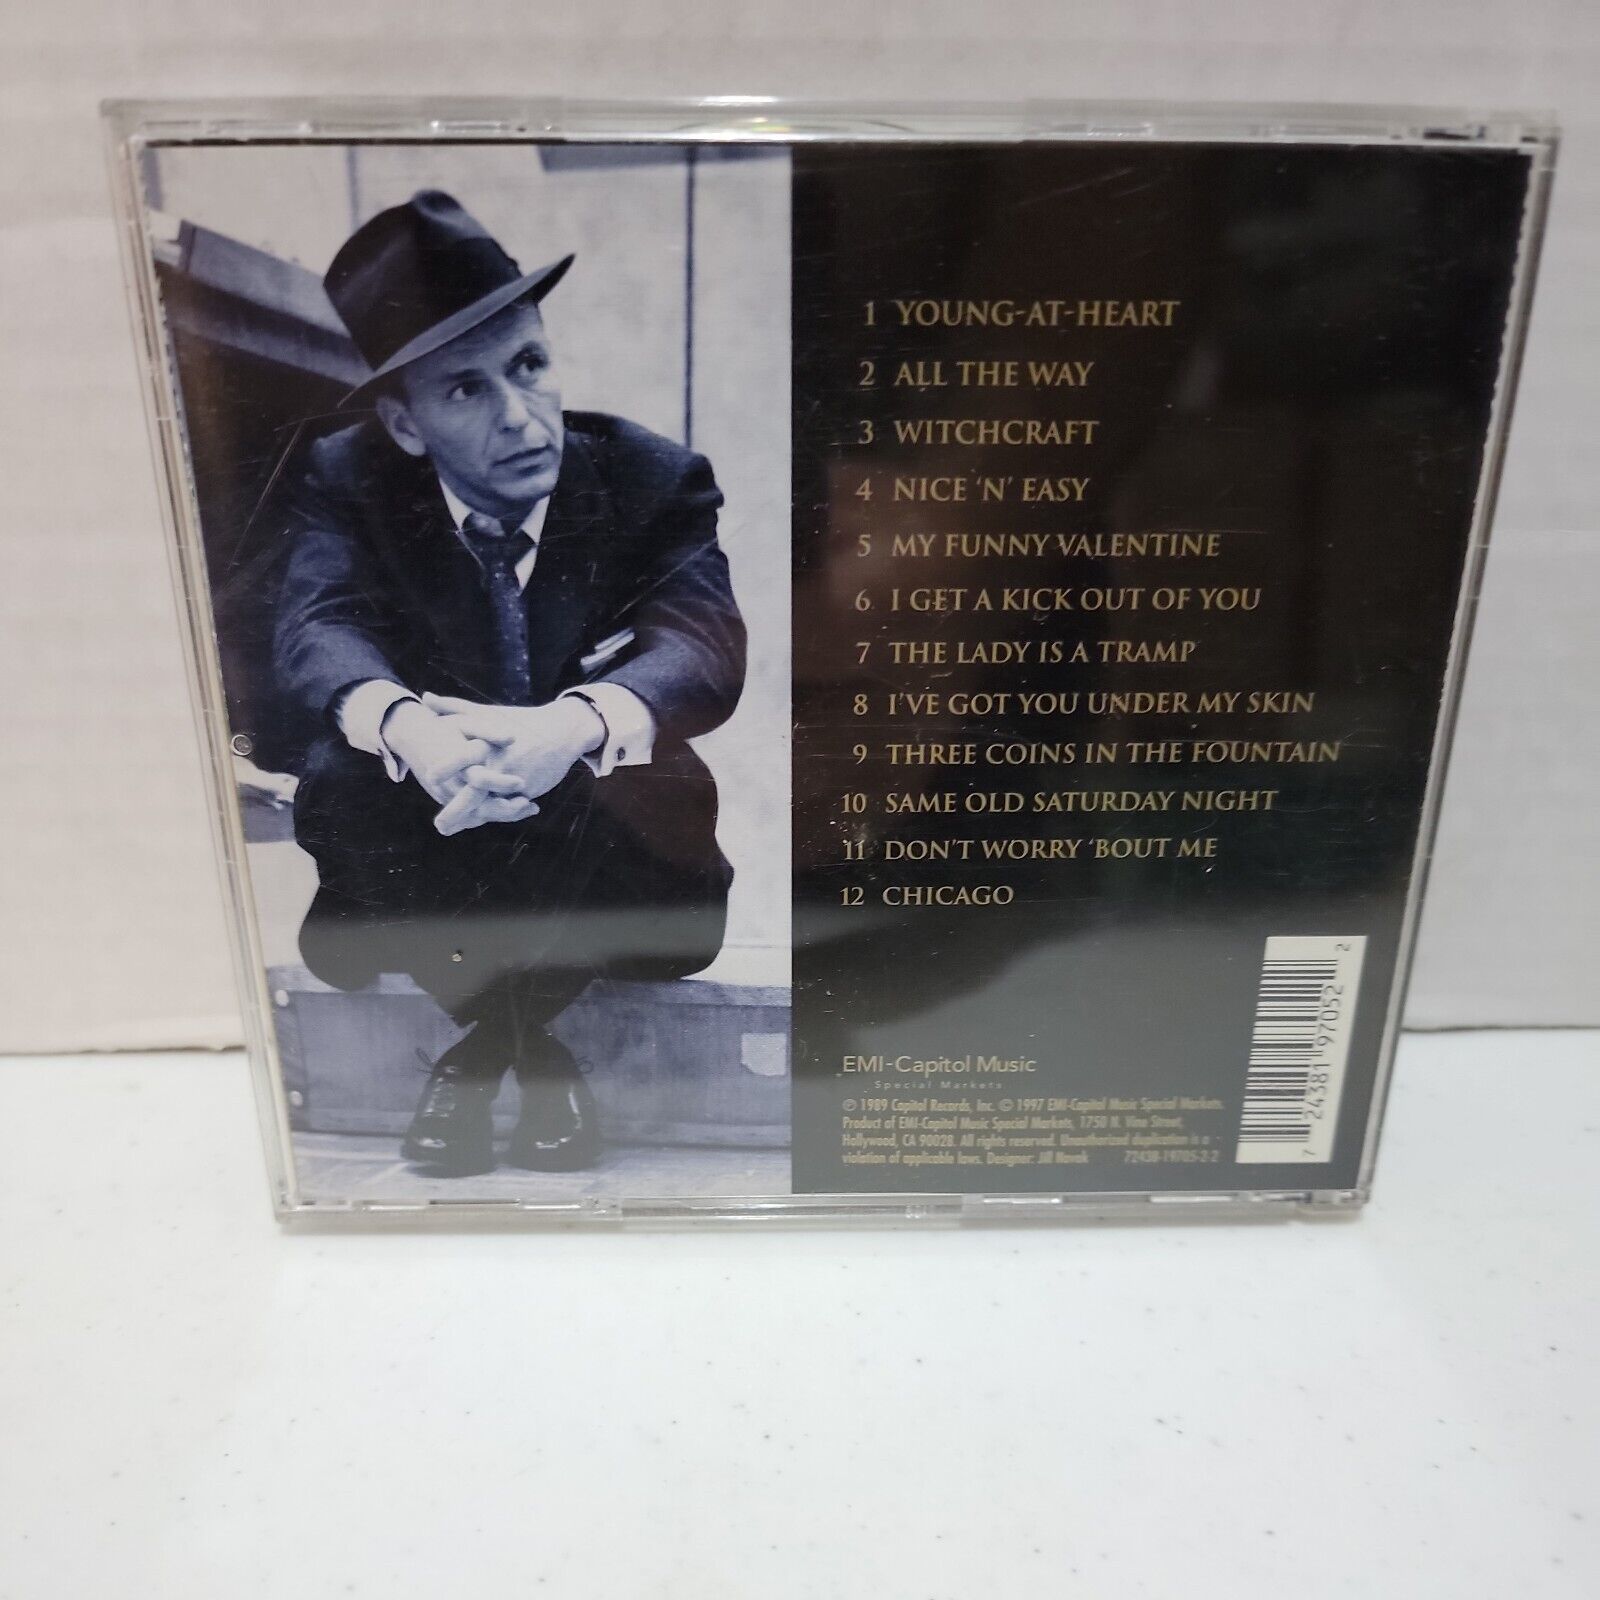 1 YOUNG-AT-HEART
2 ALL THE WAY
3 WITCHCRAFT
4 NICE 'N' EASY
5 MY FUNNY VALENTINE
6 I GET A KICK OUT OF YOU
7 THE LADY IS A TRAMP
8 I'VE GOT YOU UNDER MY SKIN
9 THREE COINS IN THE FOUNTAIN
10 SAME OLD SATURDAY NIGHT
11 DON'T WORRY 'BOUT ME
12 CHICAGO
EMI-Capitol Music
Special Markets
℗ 1989 Capitol Records, Inc. © 1997 EMI-Capitol Music Special Markets.
Product of EMI-Capitol Music Special Markets, 1750 N. Vine Street,
Hollywood, CA 90028. All rights reserved. Unauthorized duplication is a
violation of applicable laws. Designer: Jill Novak 72438-19705-2-2
7 24381 97052 2